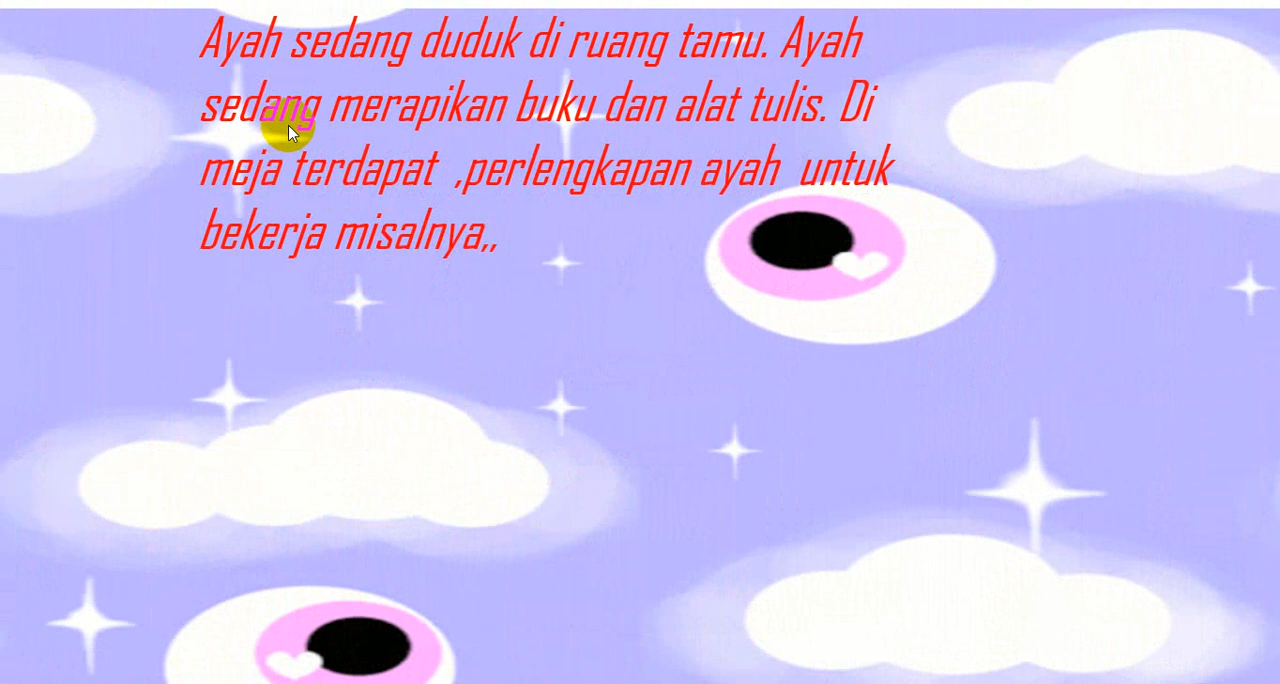 Ayah sedang duduk di ruang tamu. Ayah
sedang merapikan buku dan alat tulis. Di
meja terdapat ,perlengkapan ayah untuk
bekerja misalnya,,